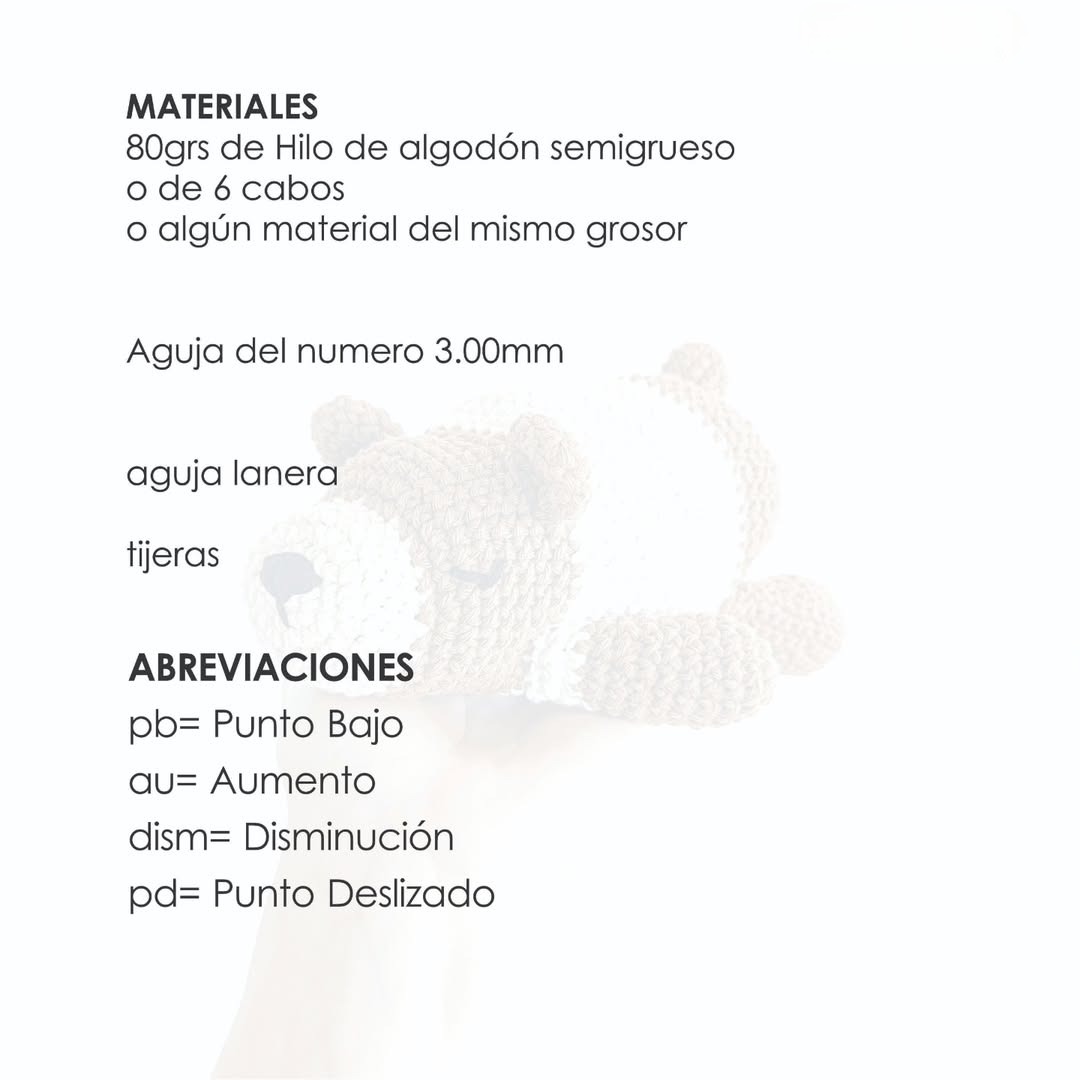 MATERIALES
80grs de Hilo de algodón semigrueso
o de 6 cabos
o algún material del mismo grosor
Aguja del numero 3.00mm
aguja lanera
tijeras
ABREVIACIONES
pb= Punto Bajo
au= Aumento
dism= Disminución
pd= Punto Deslizado